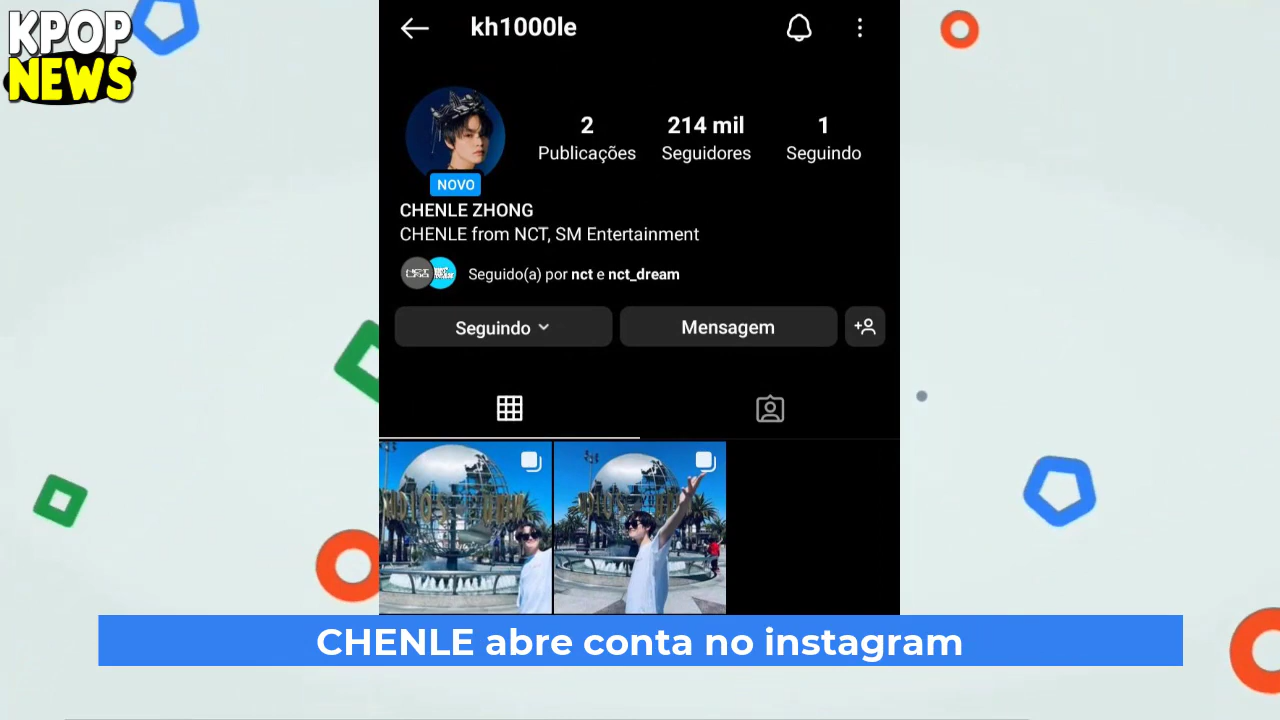 KPOP
NEWS
kh1000le
2
214 mil
1
Publicações
Seguidores
Seguindo
NOVO
CHENLE ZHONG
CHENLE from NCT, SM Entertainment
Seguido(a) por nct e nct_dream
Seguindo
Mensagem
CHENLE abre conta no instagram